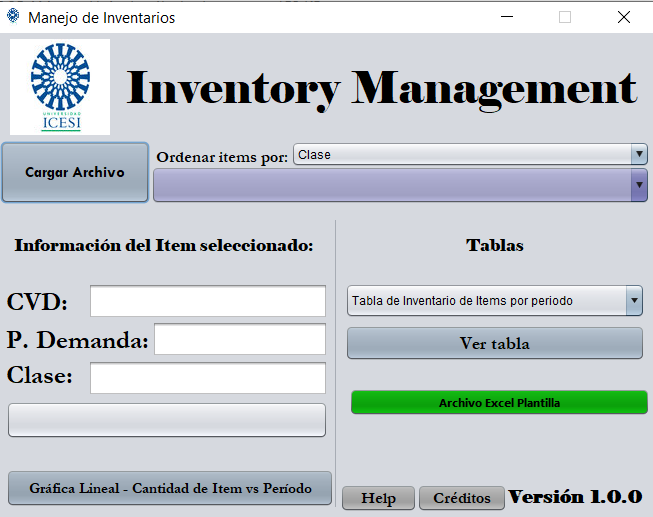 Manejo de Inventarios
UNIVERSIDAD
ICESI
Inventory Management
Cargar Archivo
Ordenar items por:
Clase
Información del Item seleccionado:
CVD:
P. Demanda:
Clase:
Gráfica Lineal - Cantidad de Item vs Período
Tablas
Tabla de Inventario de Items por periodo
Ver tabla
Archivo Excel Plantilla
Help
Créditos
Versión 1.0.0